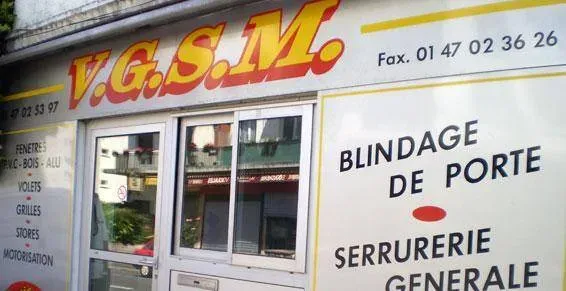 V.G.S.M.
Fax. 01 47 02 36 26
47 02 53 97
FENETRES
P.V.C - BOIS - ALU
VOLETS
GRILLES
STORES
MOTORISATION
BLINDAGE
DE PORTE
SERRURERIE
GENERALE